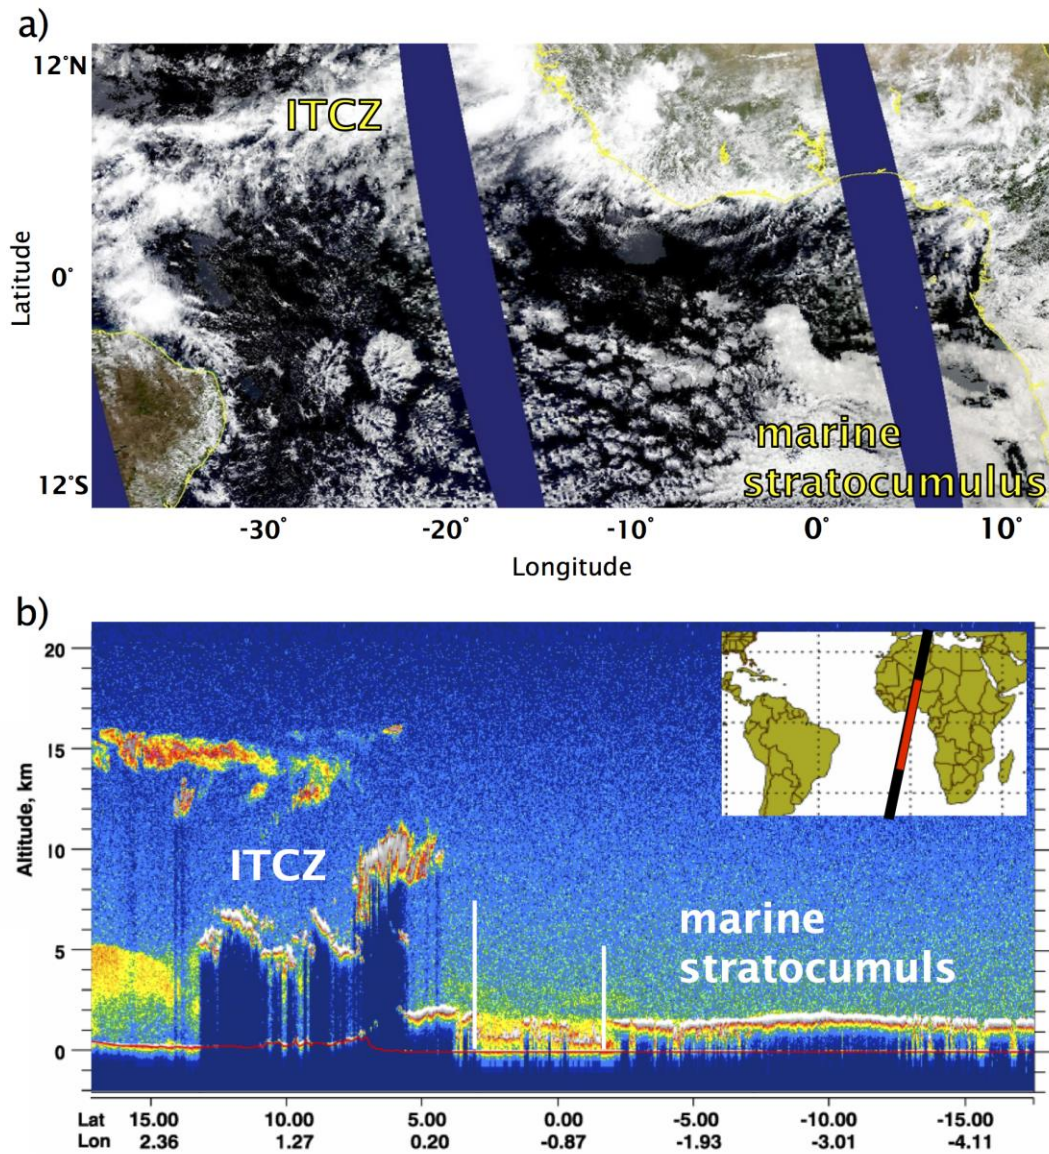 a)
12°N
ITCZ
Latitude
0°
marine
12°S
stratocumulus
-30° -20° -10° 0° 10°
Longitude
b)
20
15
Altitude, km
10
ITCZ
marine
5
stratocumuls
0
Lat 15.00 10.00 5.00 0.00 -5.00 -10.00 -15.00
Lon 2.36 1.27 0.20 -0.87 -1.93 -3.01 -4.11